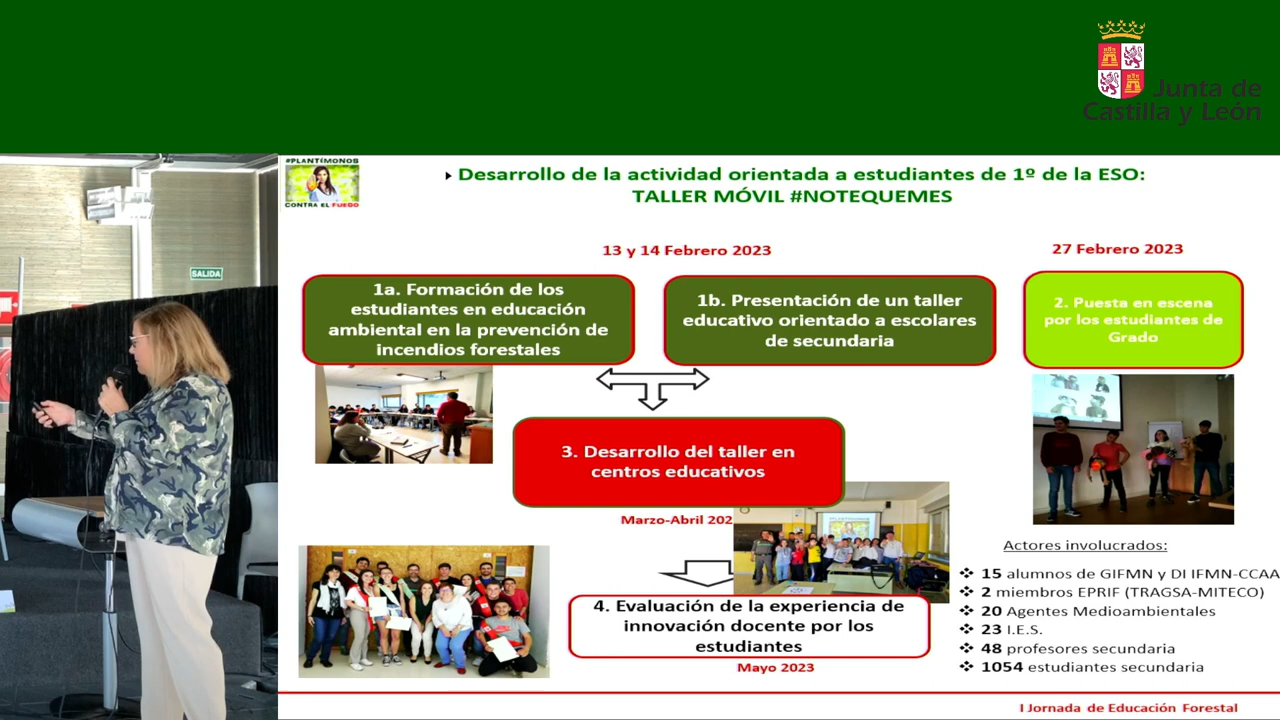 Junta de
Castilla y León
SALIDA
#PLANTÍMONOS
CONTRA EL FUEGO
Desarrollo de la actividad orientada a estudiantes de 1º de la ESO:
TALLER MÓVIL #NOTEQUEMES
13 y 14 Febrero 2023
27 Febrero 2023
1a. Formación de los
estudiantes en educación
ambiental en la prevención de
incendios forestales
1b. Presentación de un taller
educativo orientado a escolares
de secundaria
2. Puesta en escena
por los estudiantes de
Grado
3. Desarrollo del taller en
centros educativos
Marzo-Abril 202
4. Evaluación de la experiencia de
innovación docente por los
estudiantes
Mayo 2023
Actores involucrados:
❖ 15 alumnos de GIFMN y DI IFMN-CCAA
❖ 2 miembros EPRIF (TRAGSA-MITECO)
❖ 20 Agentes Medioambientales
❖ 23 I.E.S.
❖ 48 profesores secundaria
❖ 1054 estudiantes secundaria
I Jornada de Educación Forestal